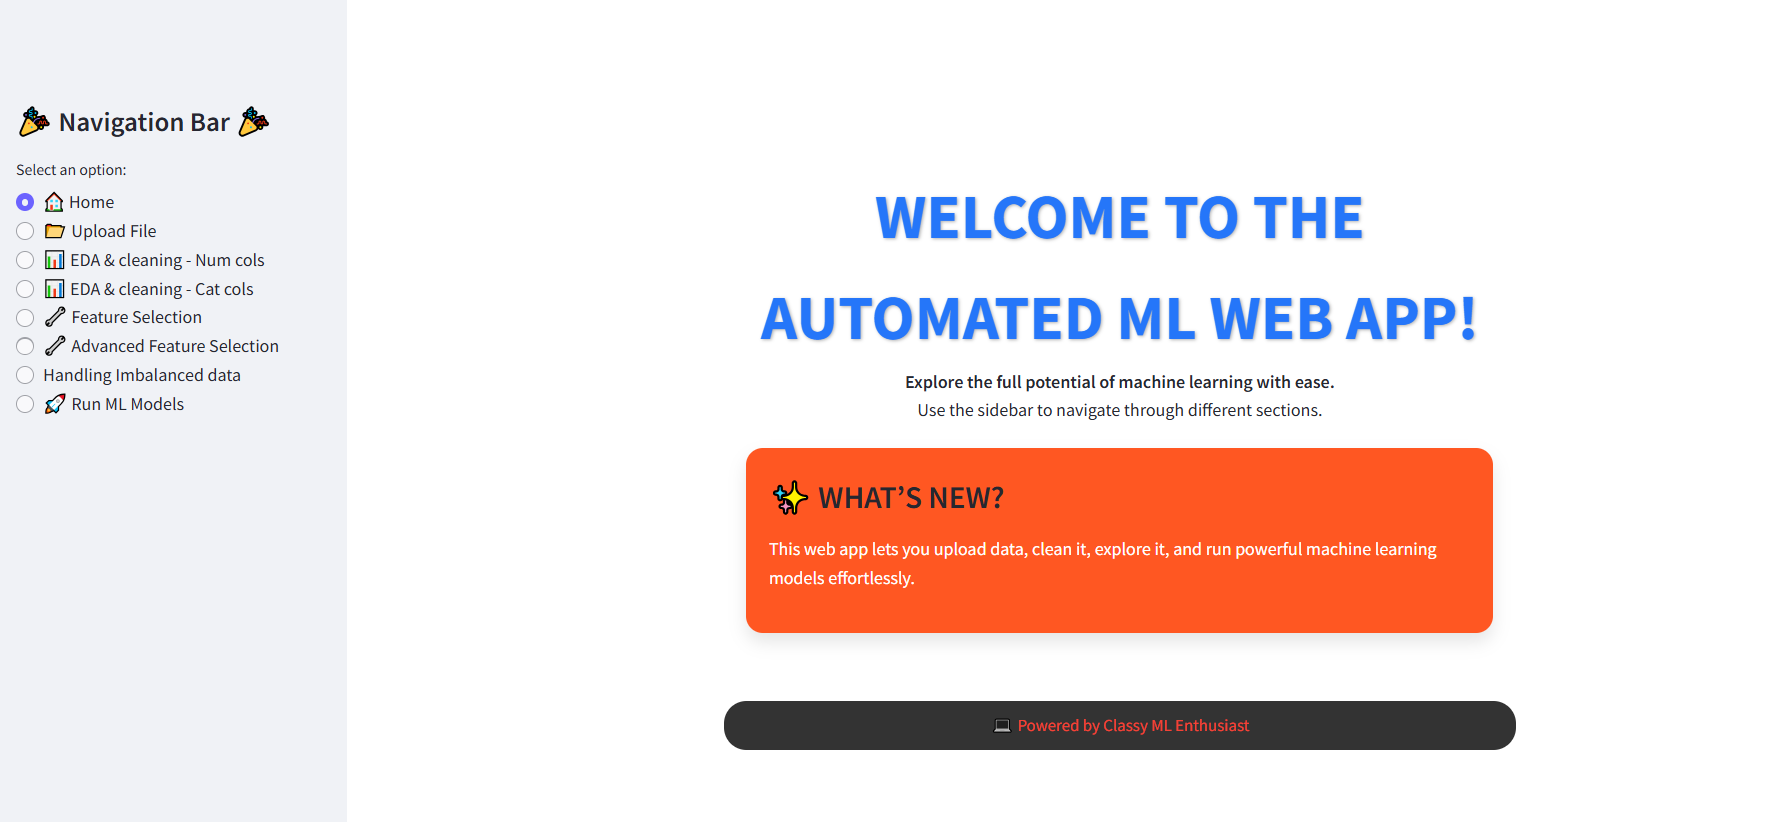 🎉 Navigation Bar 🎉
Select an option:
🏠 Home
📂 Upload File
📊 EDA & cleaning - Num cols
📊 EDA & cleaning - Cat cols
🔧 Feature Selection
🔧 Advanced Feature Selection
Handling Imbalanced data
🚀 Run ML Models
WELCOME TO THE
AUTOMATED ML WEB APP!
Explore the full potential of machine learning with ease.
Use the sidebar to navigate through different sections.
✨ WHAT’S NEW?
This web app lets you upload data, clean it, explore it, and run powerful machine learning
models effortlessly.
💻 Powered by Classy ML Enthusiast